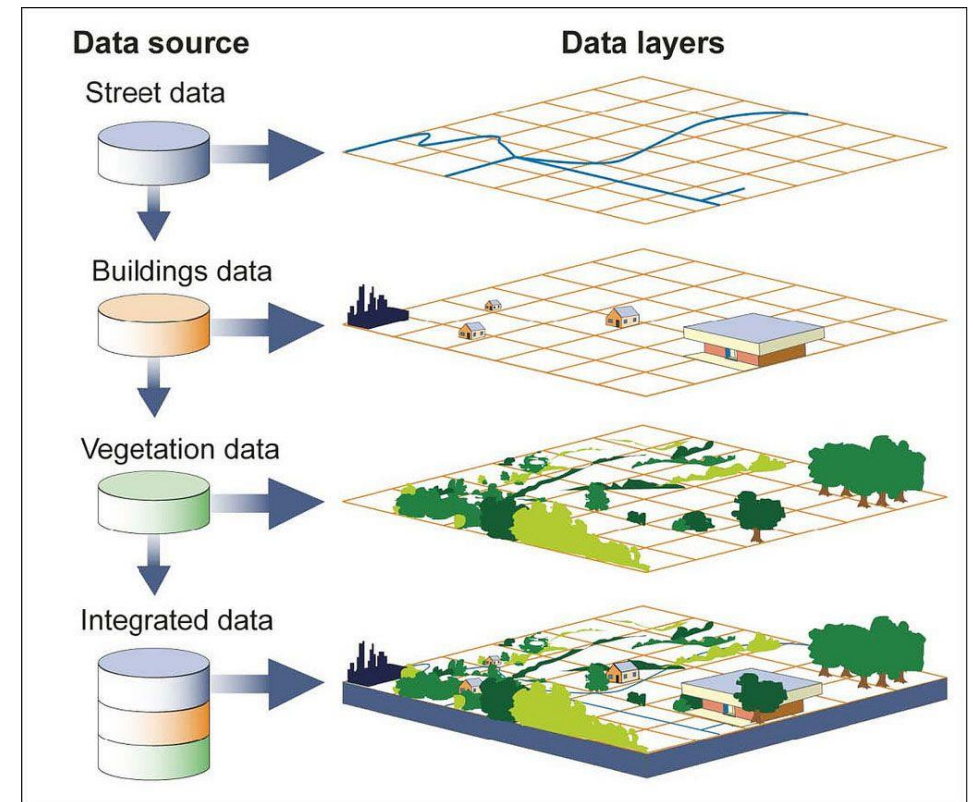 Data source
Data layers
Street data
Buildings data
Vegetation data
Integrated data